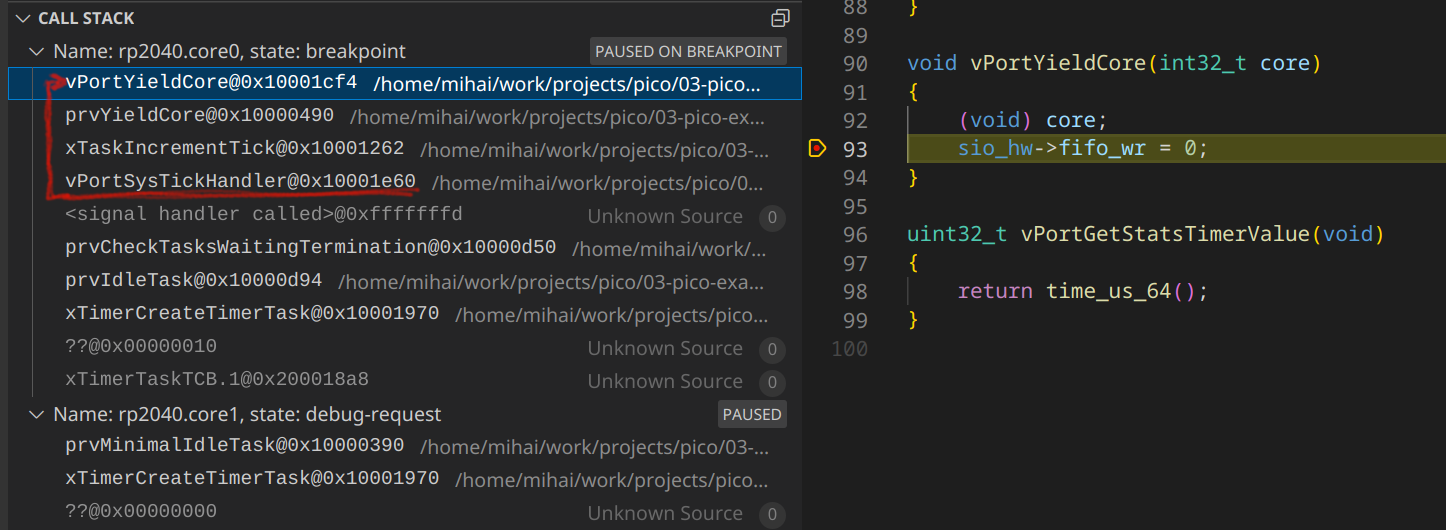 CALL STACK
Name: rp2040.core0, state: breakpoint PAUSED ON BREAKPOINT
vPortYieldCore@0x10001cf4 /home/mihai/work/projects/pico/03-pico...
prvYieldCore@0x10000490 /home/mihai/work/projects/pico/03-pico-ex...
xTaskIncrementTick@0x10001262 /home/mihai/work/projects/pico/03-...
vPortSysTickHandler@0x10001e60 /home/mihai/work/projects/pico/0...
<signal handler called>@0xfffffffd Unknown Source 0
prvCheckTasksWaitingTermination@0x10000d50 /home/mihai/work/...
prvIdleTask@0x10000d94 /home/mihai/work/projects/pico/03-pico-exa...
xTimerCreateTimerTask@0x10001970 /home/mihai/work/projects/pico...
??@0x00000010 Unknown Source 0
xTimerTaskTCB.1@0x200018a8 Unknown Source 0
Name: rp2040.core1, state: debug-request PAUSED
prvMinimalIdleTask@0x10000390 /home/mihai/work/projects/pico/03-...
xTimerCreateTimerTask@0x10001970 /home/mihai/work/projects/pico...
??@0x00000000 Unknown Source 0
88 }
89
90 void vPortYieldCore(int32_t core)
91 {
92 (void) core;
93 sio_hw->fifo_wr = 0;
94 }
95
96 uint32_t vPortGetStatsTimerValue(void)
97 {
98 return time_us_64();
99 }
100